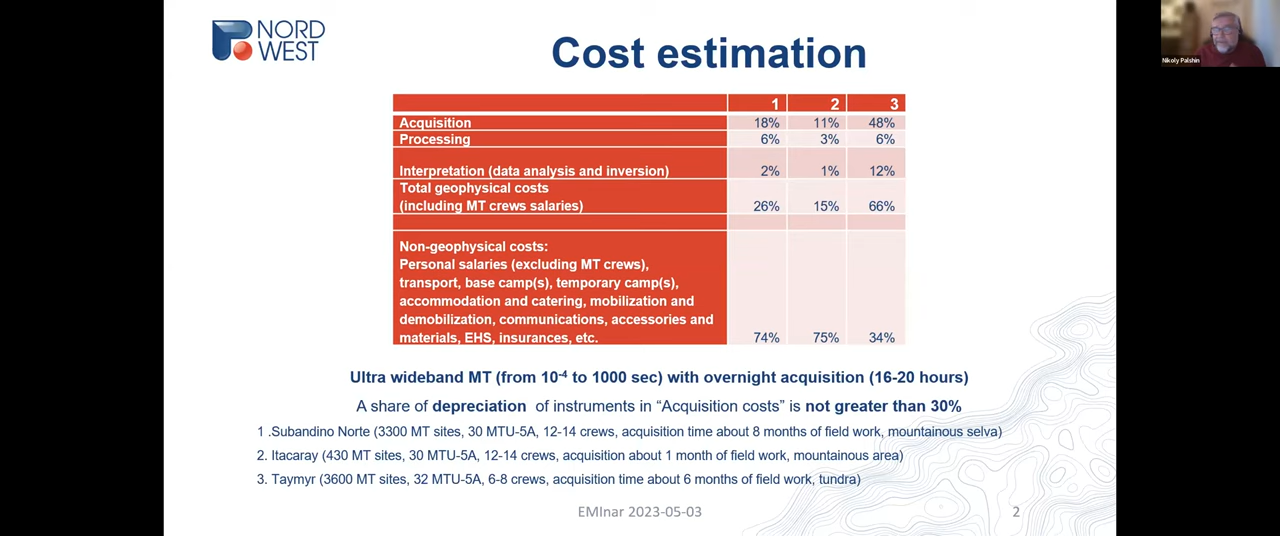 NORD
WEST
Cost estimation
1 2 3
Acquisition 18% 11% 48%
Processing 6% 3% 6%
Interpretation (data analysis and inversion) 2% 1% 12%
Total geophysical costs
(including MT crews salaries) 26% 15% 66%
Non-geophysical costs:
Personal salaries (excluding MT crews),
transport, base camp(s), temporary camp(s),
accommodation and catering, mobilization and
demobilization, communications, accessories and
materials, EHS, insurances, etc. 74% 75% 34%
Ultra wideband MT (from 10⁻⁴ to 1000 sec) with overnight acquisition (16-20 hours)
A share of depreciation of instruments in “Acquisition costs” is not greater than 30%
1 .Subandino Norte (3300 MT sites, 30 MTU-5A, 12-14 crews, acquisition time about 8 months of field work, mountainous selva)
2. Itacaray (430 MT sites, 30 MTU-5A, 12-14 crews, acquisition about 1 month of field work, mountainous area)
3. Taymyr (3600 MT sites, 32 MTU-5A, 6-8 crews, acquisition time about 6 months of field work, tundra)
EMInar 2023-05-03
2
Nikoly Palshin